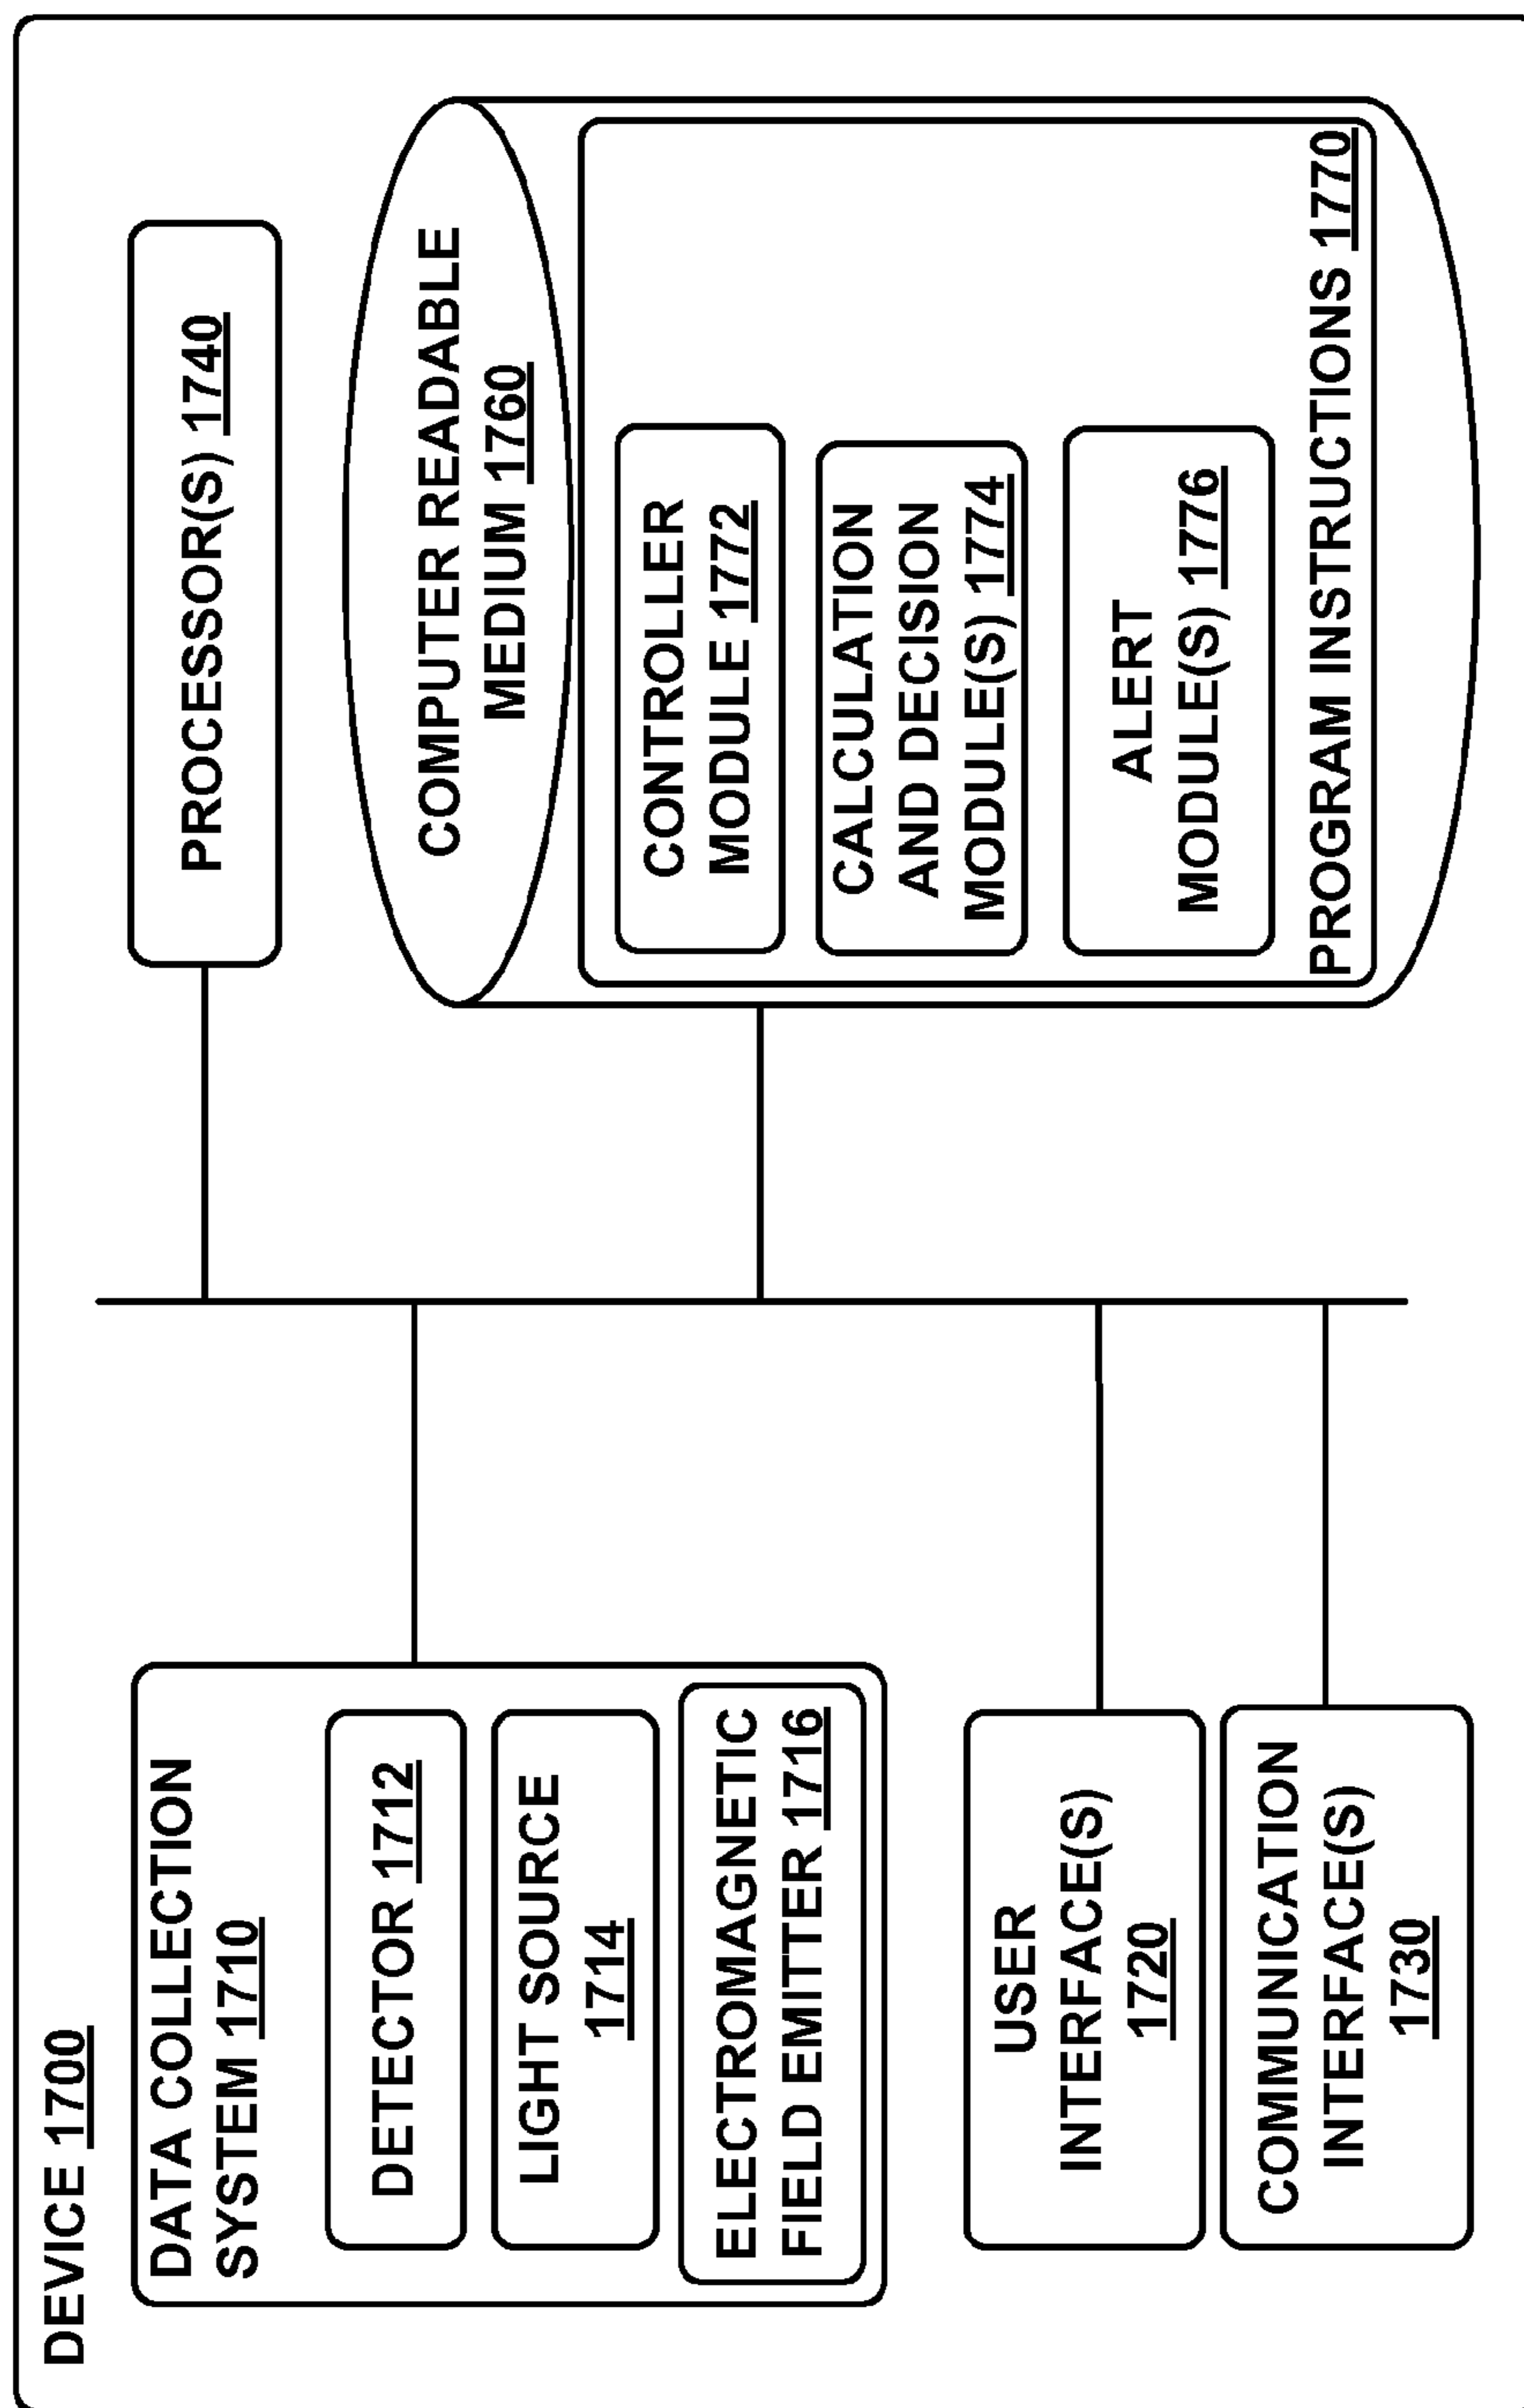 DEVICE 1700
DATA COLLECTION
SYSTEM 1710
DETECTOR 1712
LIGHT SOURCE
1714
ELECTROMAGNETIC
FIELD EMITTER 1716
USER
INTERFACE(S)
1720
COMMUNICATION
INTERFACE(S)
1730
PROCESSOR(S) 1740
COMPUTER READABLE
MEDIUM 1760
CONTROLLER
MODULE 1772
CALCULATION
AND DECISION
MODULE(S) 1774
ALERT
MODULE(S) 1776
PROGRAM INSTRUCTIONS 1770